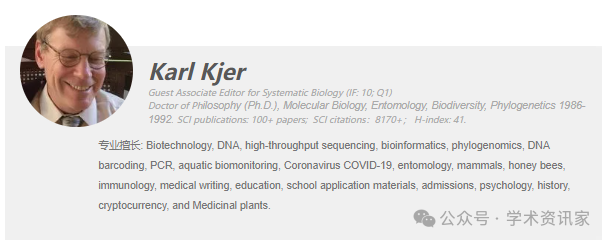 Karl Kjer
Guest Associate Editor for Systematic Biology (IF: 10; Q1)
Doctor of Philosophy (Ph.D.), Molecular Biology, Entomology, Biodiversity, Phylogenetics 1986-
1992. SCI publications: 100+ papers; SCI citations: 8170+; H-index: 41.
专业擅长: Biotechnology, DNA, high-throughput sequencing, bioinformatics, phylogenomics, DNA
barcoding, PCR, aquatic biomonitoring, Coronavirus COVID-19, entomology, mammals, honey bees,
immunology, medical writing, education, school application materials, admissions, psychology, history,
cryptocurrency, and Medicinal plants.
公众号 · 学术资讯家